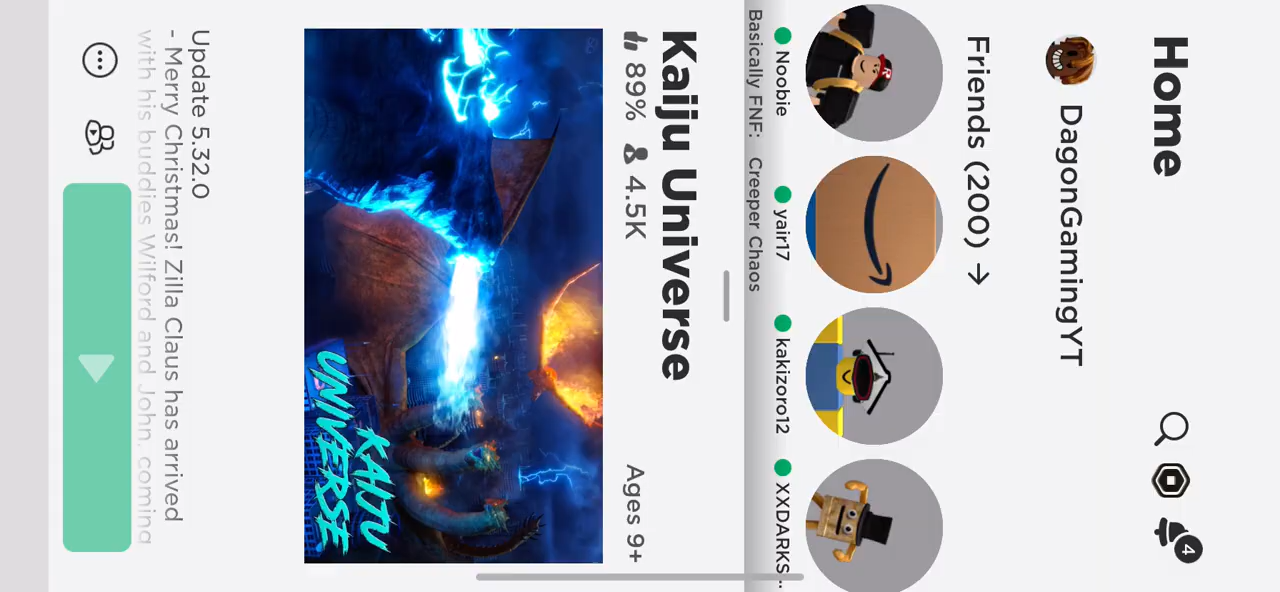 Home
4
DagonGamingYT
Friends (200) →
Noobie
yair17
kakizoro12
XXDARKS...
Basically FNF:
Creeper Chaos
Kaiju Universe
89% 4.5K Ages 9+
KAIJU
UNIVERSE
Update 5.32.0
- Merry Christmas! Zilla Claus has arrived
with his buddies Wilford and John, coming